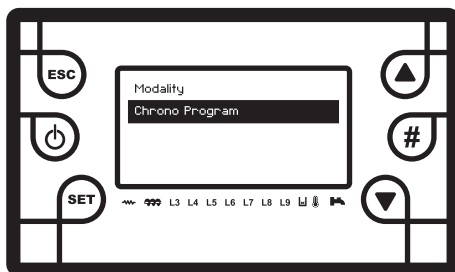 ESC
Modality
Chrono Program
#
SET
L3 L4 L5 L6 L7 L8 L9